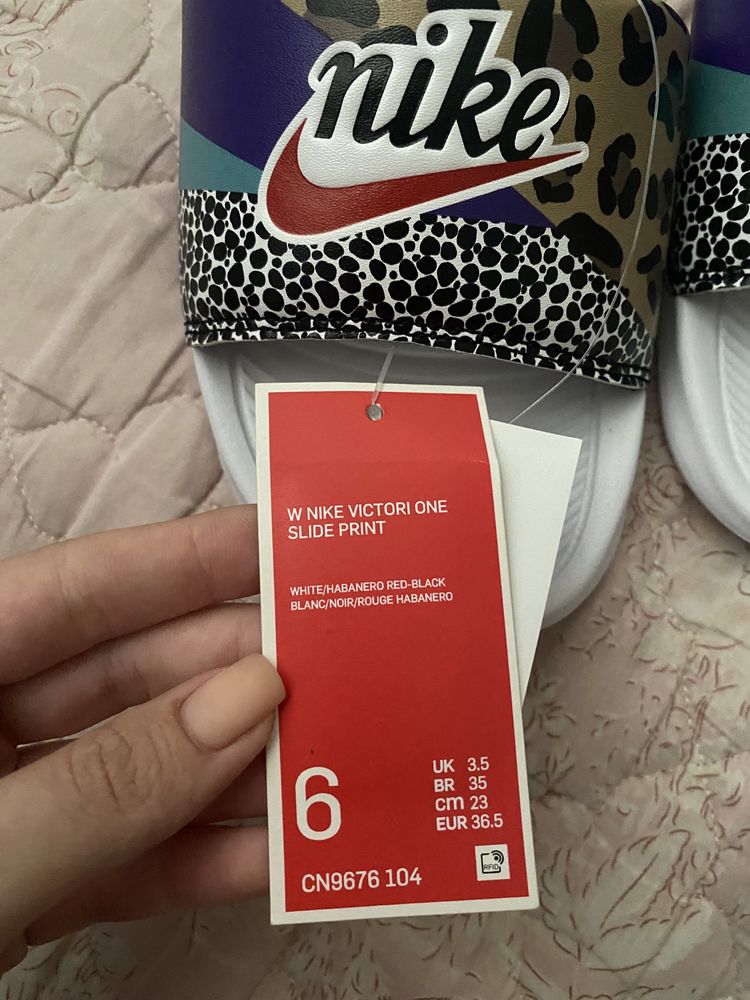 nike
W NIKE VICTORI ONE
SLIDE PRINT
WHITE/HABANERO RED-BLACK
BLANC/NOIR/ROUGE HABANERO
6
UK 3.5
BR 35
cm 23
EUR 36.5
RFID
CN9676 104